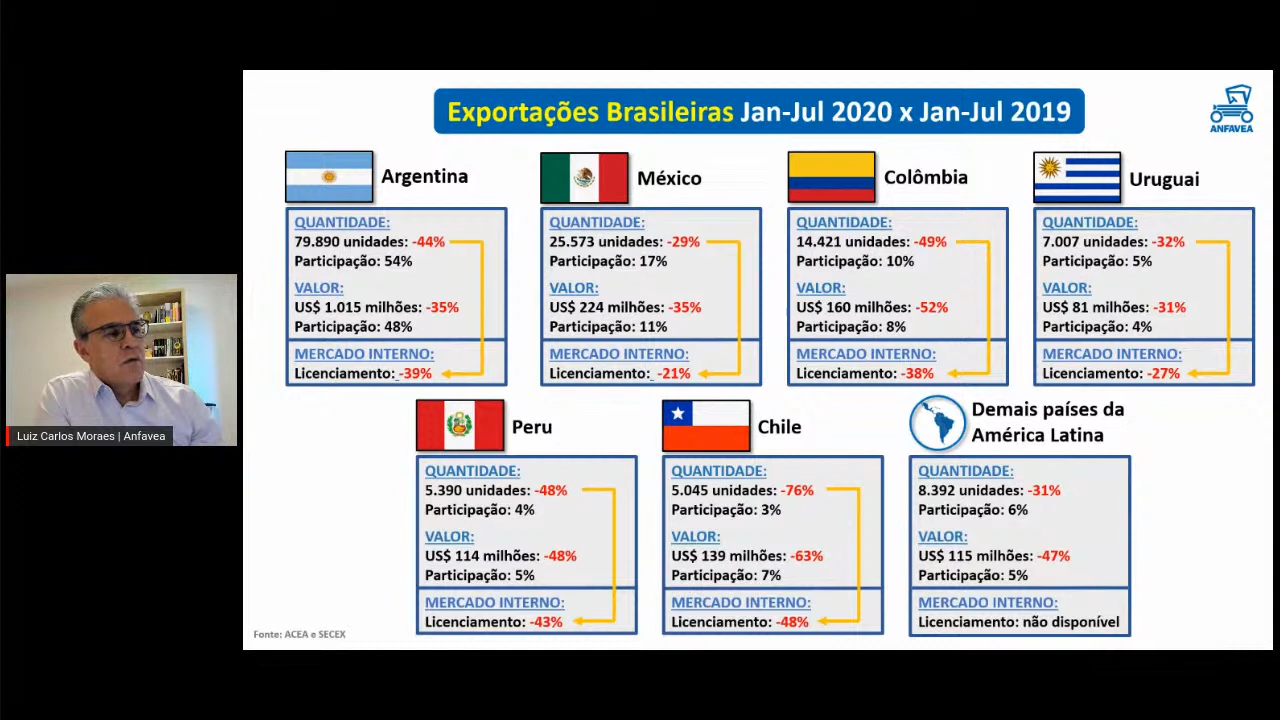 Exportações Brasileiras Jan-Jul 2020 x Jan-Jul 2019
ANFAVEA
Argentina
QUANTIDADE:
79.890 unidades: -44%
Participação: 54%
VALOR:
US$ 1.015 milhões: -35%
Participação: 48%
MERCADO INTERNO:
Licenciamento: -39%
México
QUANTIDADE:
25.573 unidades: -29%
Participação: 17%
VALOR:
US$ 224 milhões: -35%
Participação: 11%
MERCADO INTERNO:
Licenciamento: -21%
Colômbia
QUANTIDADE:
14.421 unidades: -49%
Participação: 10%
VALOR:
US$ 160 milhões: -52%
Participação: 8%
MERCADO INTERNO:
Licenciamento: -38%
Uruguai
QUANTIDADE:
7.007 unidades: -32%
Participação: 5%
VALOR:
US$ 81 milhões: -31%
Participação: 4%
MERCADO INTERNO:
Licenciamento: -27%
Peru
QUANTIDADE:
5.390 unidades: -48%
Participação: 4%
VALOR:
US$ 114 milhões: -48%
Participação: 5%
MERCADO INTERNO:
Licenciamento: -43%
Chile
QUANTIDADE:
5.045 unidades: -76%
Participação: 3%
VALOR:
US$ 139 milhões: -63%
Participação: 7%
MERCADO INTERNO:
Licenciamento: -48%
Demais países da
América Latina
QUANTIDADE:
8.392 unidades: -31%
Participação: 6%
VALOR:
US$ 115 milhões: -47%
Participação: 5%
MERCADO INTERNO:
Licenciamento: não disponível
Fonte: ACEA e SECEX
Luiz Carlos Moraes | Anfavea